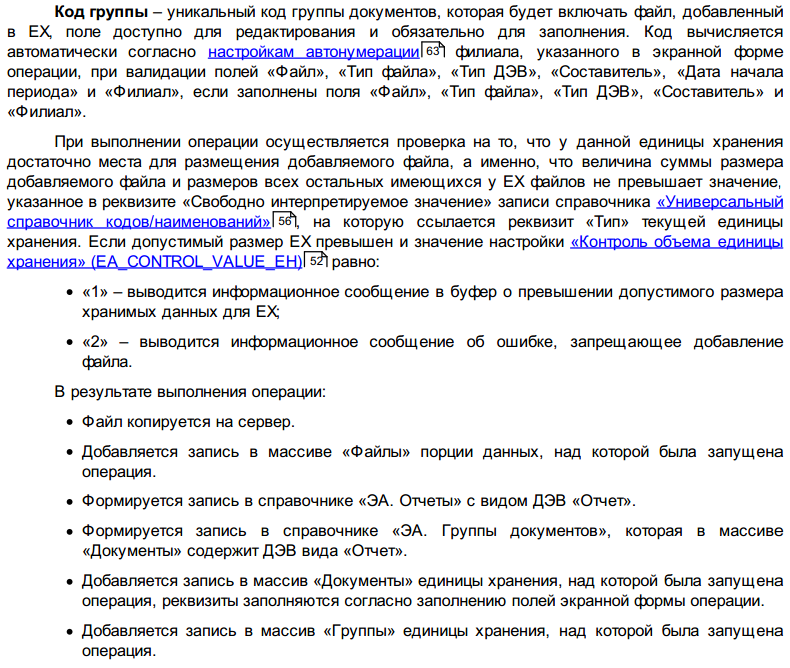 Код группы – уникальный код группы документов, которая будет включать файл, добавленный
в ЕХ, поле доступно для редактирования и обязательно для заполнения. Код вычисляется
автоматически согласно настройкам автонумерации 63 филиала, указанного в экранной форме
операции, при валидации полей «Файл», «Тип файла», «Тип ДЭВ», «Составитель», «Дата начала
периода» и «Филиал», если заполнены поля «Файл», «Тип файла», «Тип ДЭВ», «Составитель» и
«Филиал».
При выполнении операции осуществляется проверка на то, что у данной единицы хранения
достаточно места для размещения добавляемого файла, а именно, что величина суммы размера
добавляемого файла и размеров всех остальных имеющихся у ЕХ файлов не превышает значение,
указанное в реквизите «Свободно интерпретируемое значение» записи справочника «Универсальный
справочник кодов/наименований» 56, на которую ссылается реквизит «Тип» текущей единицы
хранения. Если допустимый размер ЕХ превышен и значение настройки «Контроль объема единицы
хранения» (EA_CONTROL_VALUE_EH) 52 равно:
• «1» – выводится информационное сообщение в буфер о превышении допустимого размера
хранимых данных для ЕХ;
• «2» – выводится информационное сообщение об ошибке, запрещающее добавление
файла.
В результате выполнения операции:
• Файл копируется на сервер.
• Добавляется запись в массиве «Файлы» порции данных, над которой была запущена
операция.
• Формируется запись в справочнике «ЭА. Отчеты» с видом ДЭВ «Отчет».
• Формируется запись в справочнике «ЭА. Группы документов», которая в массиве
«Документы» содержит ДЭВ вида «Отчет».
• Добавляется запись в массив «Документы» единицы хранения, над которой была запущена
операция, реквизиты заполняются согласно заполнению полей экранной формы операции.
• Добавляется запись в массив «Группы» единицы хранения, над которой была запущена
операция.